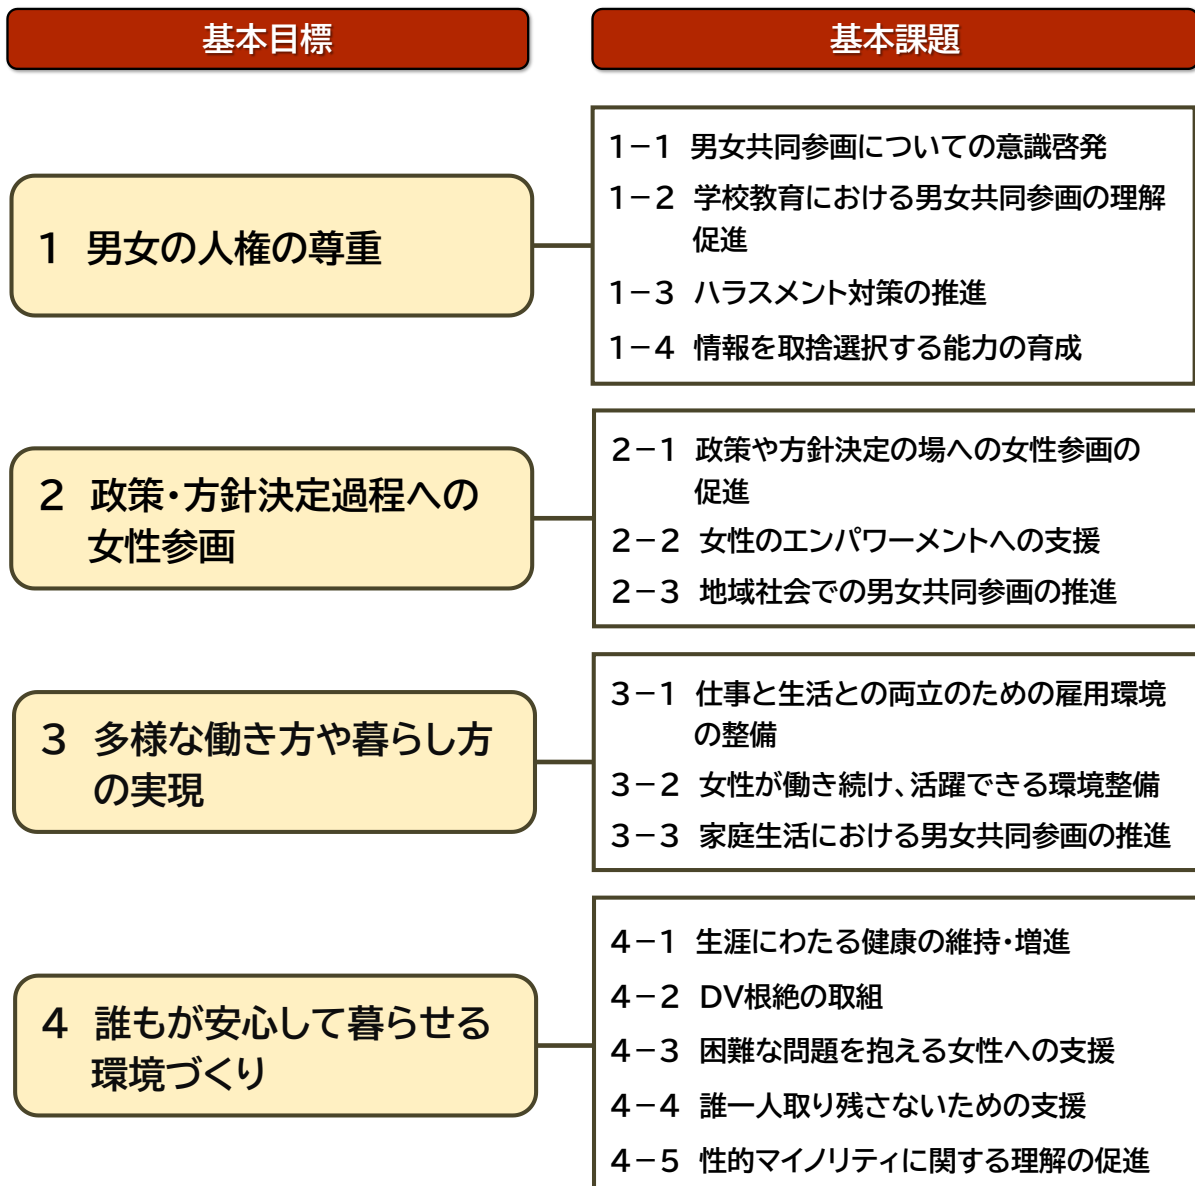 基本目標
基本課題
1 男女の人権の尊重
1－1 男女共同参画についての意識啓発
1－2 学校教育における男女共同参画の理解
促進
1－3 ハラスメント対策の推進
1－4 情報を取捨選択する能力の育成
2 政策・方針決定過程への
女性参画
2－1 政策や方針決定の場への女性参画の
促進
2－2 女性のエンパワーメントへの支援
2－3 地域社会での男女共同参画の推進
3 多様な働き方や暮らし方
の実現
3－1 仕事と生活との両立のための雇用環境
の整備
3－2 女性が働き続け、活躍できる環境整備
3－3 家庭生活における男女共同参画の推進
4 誰もが安心して暮らせる
環境づくり
4－1 生涯にわたる健康の維持・増進
4－2 DV根絶の取組
4－3 困難な問題を抱える女性への支援
4－4 誰一人取り残さないための支援
4－5 性的マイノリティに関する理解の促進